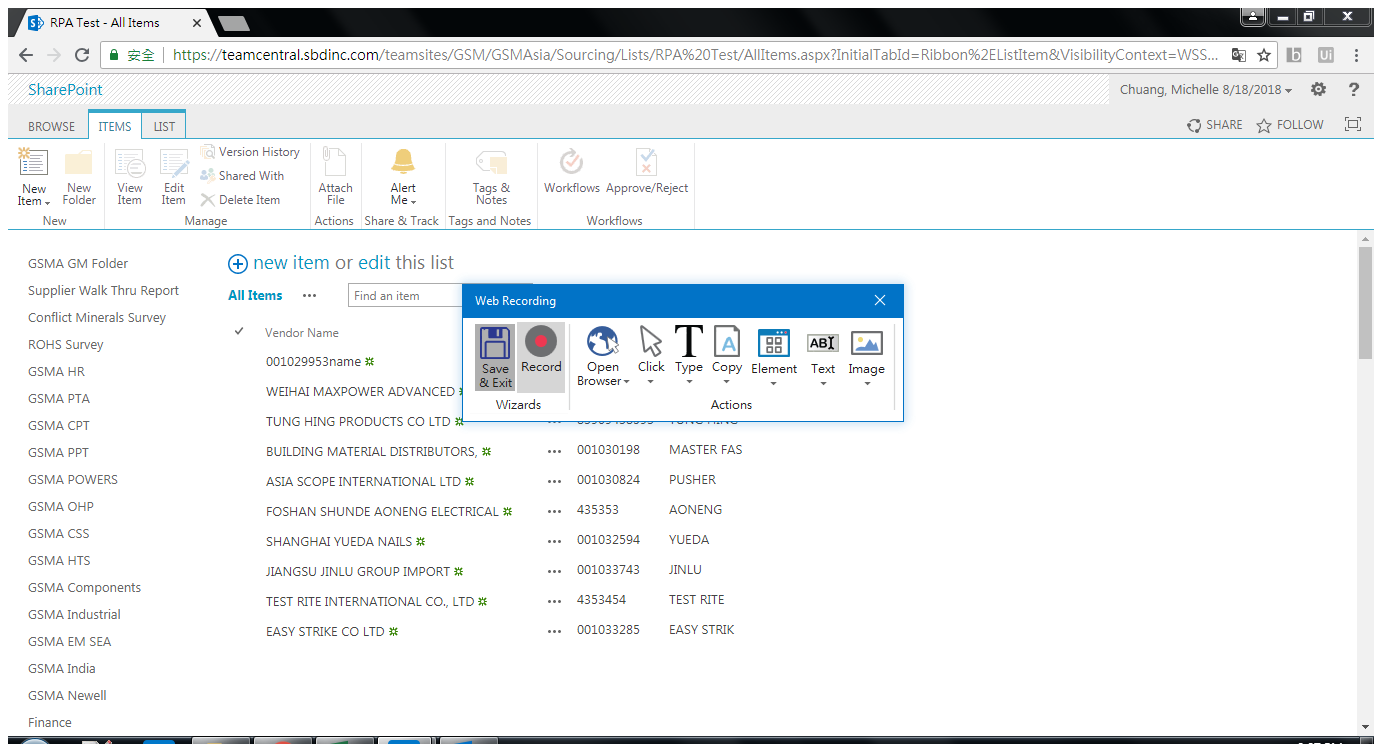 RPA Test - All Items
安全
https://teamcentral.sbdinc.com/teamsites/GSM/GSMAsia/Sourcing/Lists/RPA%20Test/AllItems.aspx?InitialTabId=Ribbon%2EListItem&VisibilityContext=WSS...
SharePoint
Chuang, Michelle 8/18/2018
BROWSE ITEMS LIST
SHARE FOLLOW
New Item
New Folder
New
View Item
Edit Item
Version History
Shared With
Delete Item
Manage
Attach File
Actions
Alert Me
Share & Track
Tags & Notes
Tags and Notes
Workflows
Approve/Reject
Workflows
GSMA GM Folder
Supplier Walk Thru Report
Conflict Minerals Survey
ROHS Survey
GSMA HR
GSMA PTA
GSMA CPT
GSMA PPT
GSMA POWERS
GSMA OHP
GSMA CSS
GSMA HTS
GSMA Components
GSMA Industrial
GSMA EM SEA
GSMA India
GSMA Newell
Finance
new item or edit this list
All Items ...
Find an item
Vendor Name
001029953name
WEIHAI MAXPOWER ADVANCED
TUNG HING PRODUCTS CO LTD
BUILDING MATERIAL DISTRIBUTORS, ... 001030198 MASTER FAS
ASIA SCOPE INTERNATIONAL LTD ... 001030824 PUSHER
FOSHAN SHUNDE AONENG ELECTRICAL ... 435353 AONENG
SHANGHAI YUEDA NAILS ... 001032594 YUEDA
JIANGSU JINLU GROUP IMPORT ... 001033743 JINLU
TEST RITE INTERNATIONAL CO., LTD ... 4353454 TEST RITE
EASY STRIKE CO LTD ... 001033285 EASY STRIK
Web Recording
Save & Exit
Record
Wizards
Open Browser
Click
Type
Copy
Element
Text
Image
Actions